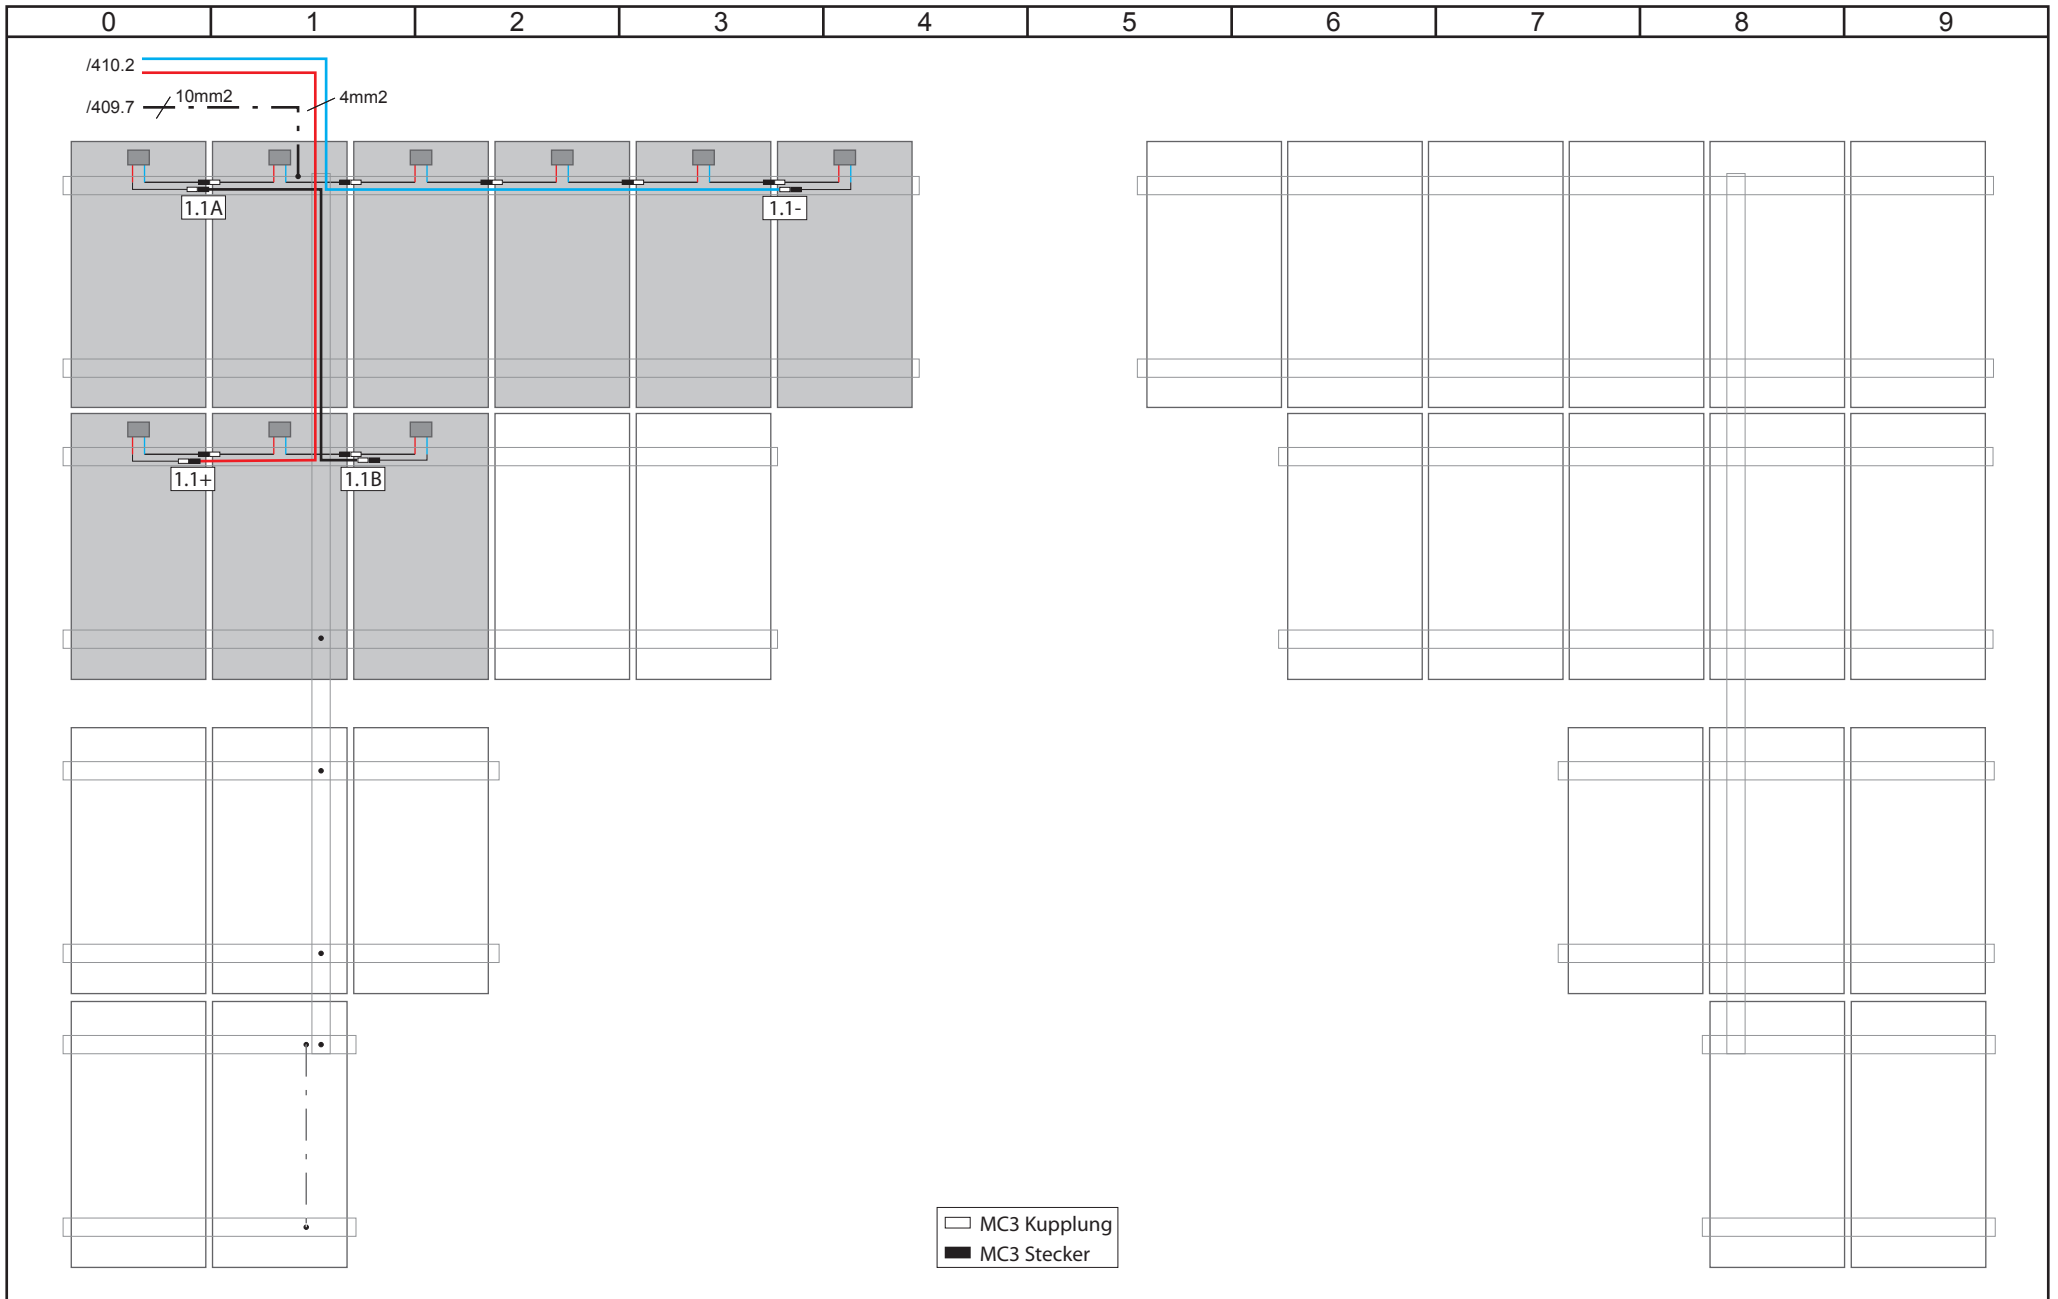 0 1 2 3 4 5 6 7 8 9
/410.2
10mm2
4mm2
/409.7
1.1A
1.1-
1.1+
1.1B
MC3 Kupplung
MC3 Stecker